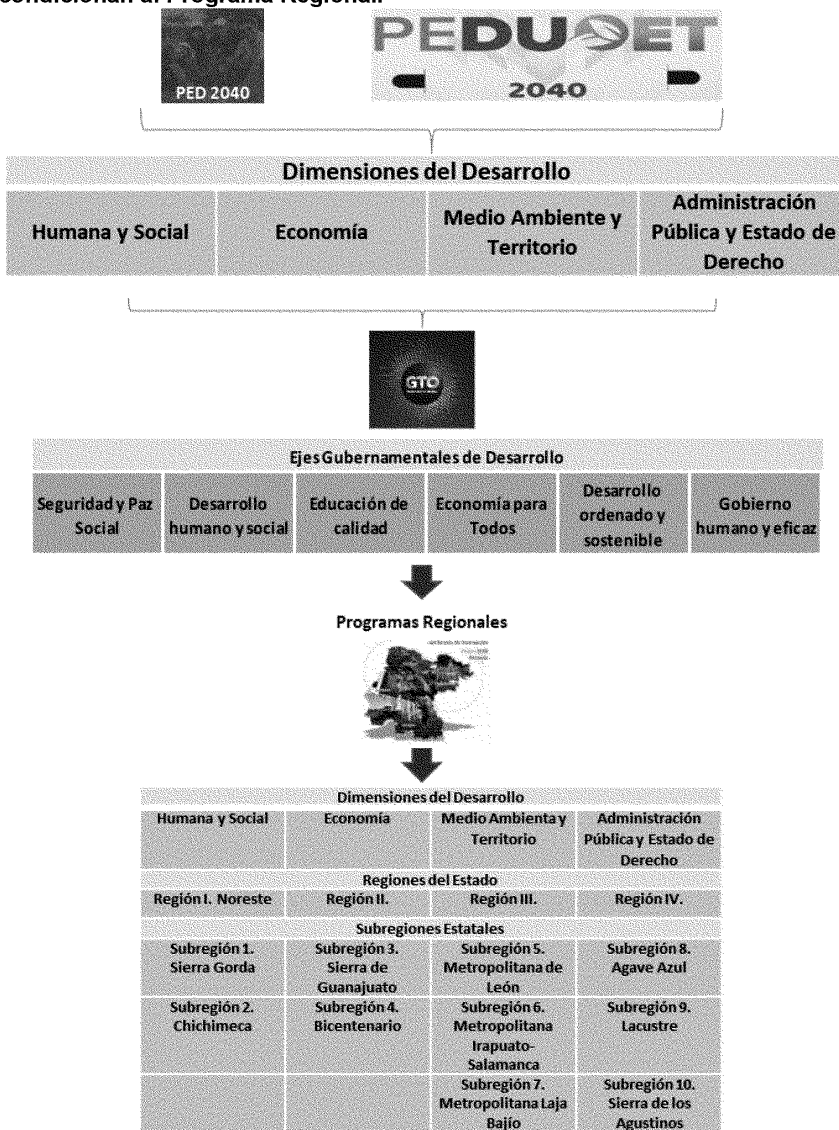 condicionan al Programa Regional.
PED 2040
PEDUOET
2040
Dimensiones del Desarrollo
Humana y Social
Economía
Medio Ambiente y
Territorio
Administración
Pública y Estado de
Derecho
GTO
Ejes Gubernamentales de Desarrollo
Seguridad y Paz
Social
Desarrollo
humano y social
Educación de
calidad
Economía para
Todos
Desarrollo
ordenado y
sostenible
Gobierno
humano y eficaz
Programas Regionales
Dimensiones del Desarrollo
Humana y Social
Economía
Medio Ambienta y
Territorio
Administración
Pública y Estado de
Derecho
Regiones del Estado
Región I. Noreste
Región II.
Región III.
Región IV.
Subregiones Estatales
Subregión 1.
Sierra Gorda
Subregión 3.
Sierra de
Guanajuato
Subregión 5.
Metropolitana de
León
Subregión 8.
Agave Azul
Subregión 2.
Chichimeca
Subregión 4.
Bicentenario
Subregión 6.
Metropolitana
Irapuato-
Salamanca
Subregión 9.
Lacustre
Subregión 7.
Metropolitana Laja
Bajío
Subregión 10.
Sierra de los
Agustinos